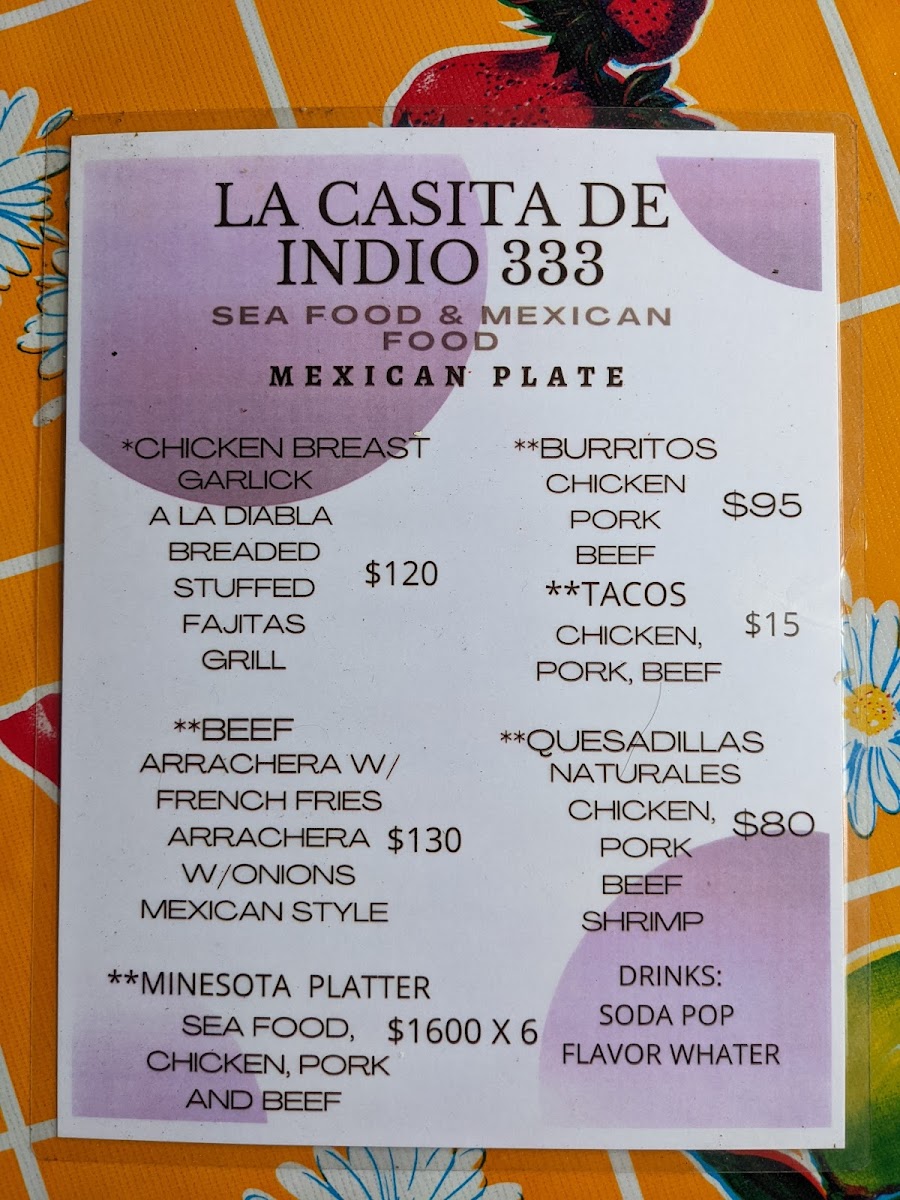 LA CASITA DE
INDIO 333
SEA FOOD & MEXICAN
FOOD
MEXICAN PLATE
*CHICKEN BREAST
GARLICK
A LA DIABLA
BREADED
STUFFED
$120
FAJITAS
GRILL
**BEEF
ARRACHERA W/
FRENCH FRIES
ARRACHERA $130
W/ONIONS
MEXICAN STYLE
**MINESOTA PLATTER
SEA FOOD, $1600 X 6
CHICKEN, PORK
AND BEEF
**BURRITOS
CHICKEN
$95
PORK
BEEF
**TACOS
$15
CHICKEN,
PORK, BEEF
**QUESADILLAS
NATURALES
CHICKEN,
$80
PORK
BEEF
SHRIMP
DRINKS:
SODA POP
FLAVOR WHATER